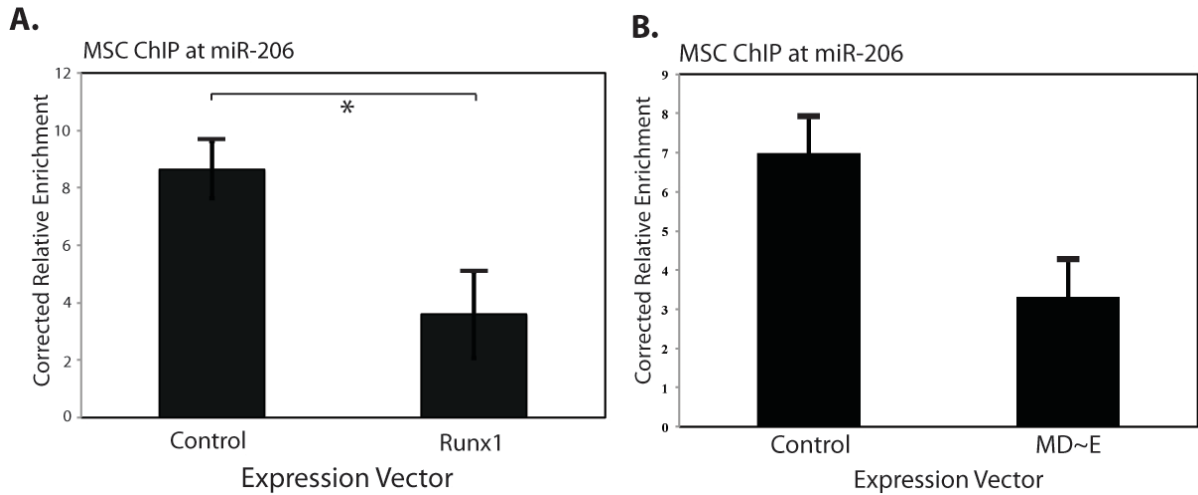 A.
MSC ChIP at miR-206
Corrected Relative Enrichment
12
10
8
6
4
2
0
*
Control
Runx1
Expression Vector
B.
MSC ChIP at miR-206
Corrected Relative Enrichment
9
8
7
6
5
4
3
2
1
0
Control
MD~E
Expression Vector